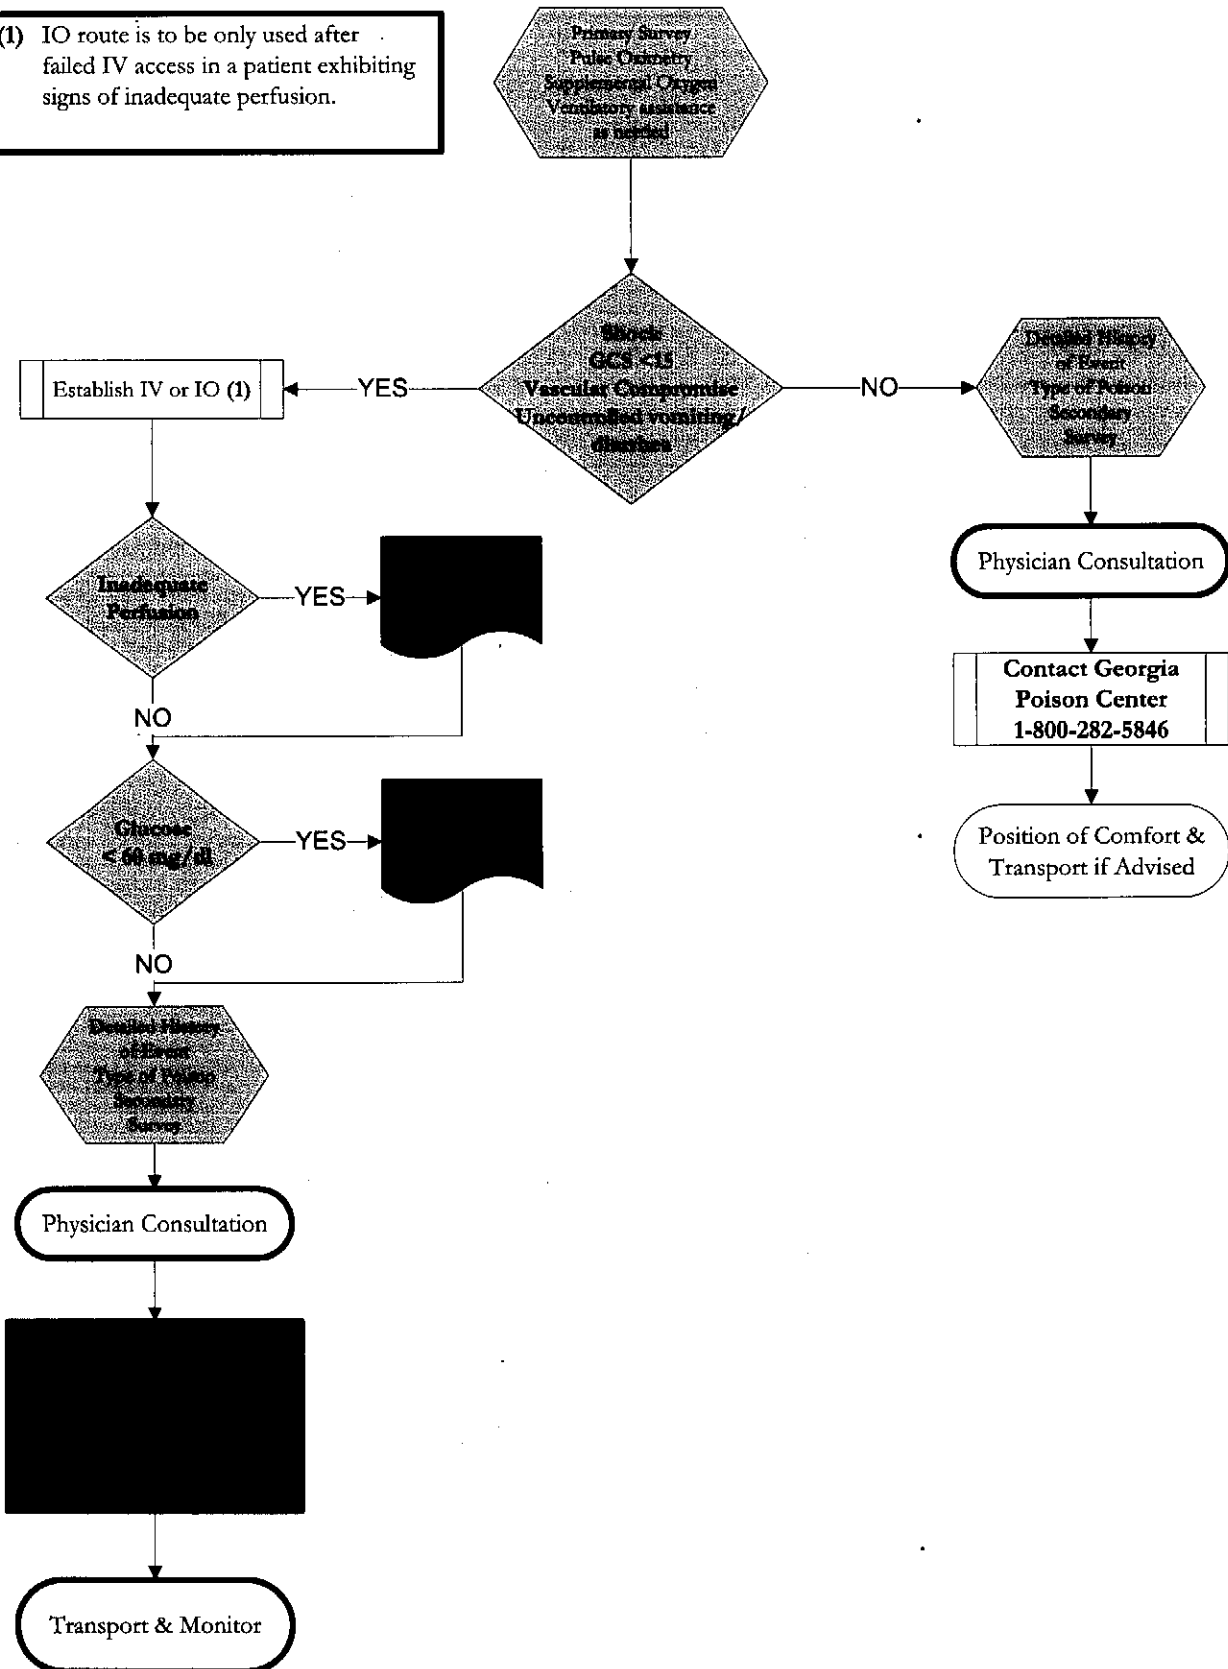 (1) IO route is to be only used after
failed IV access in a patient exhibiting
signs of inadequate perfusion.
Primary Survey
Pulse Oximetry
Supplemental Oxygen
Ventilatory assistance
as needed
Shock
GCS <15
Vascular Compromise
Uncontrolled vomiting/
diarrhea
YES
NO
Establish IV or IO (1)
Detailed History
of Event
Type of Poison
Secondary
Survey
Physician Consultation
Contact Georgia
Poison Center
1-800-282-5846
Position of Comfort &
Transport if Advised
Inadequate
Perfusion
YES
NO
Glucose
< 60 mg/dl
YES
NO
Detailed History
of Event
Type of Poison
Secondary
Survey
Physician Consultation
Transport & Monitor